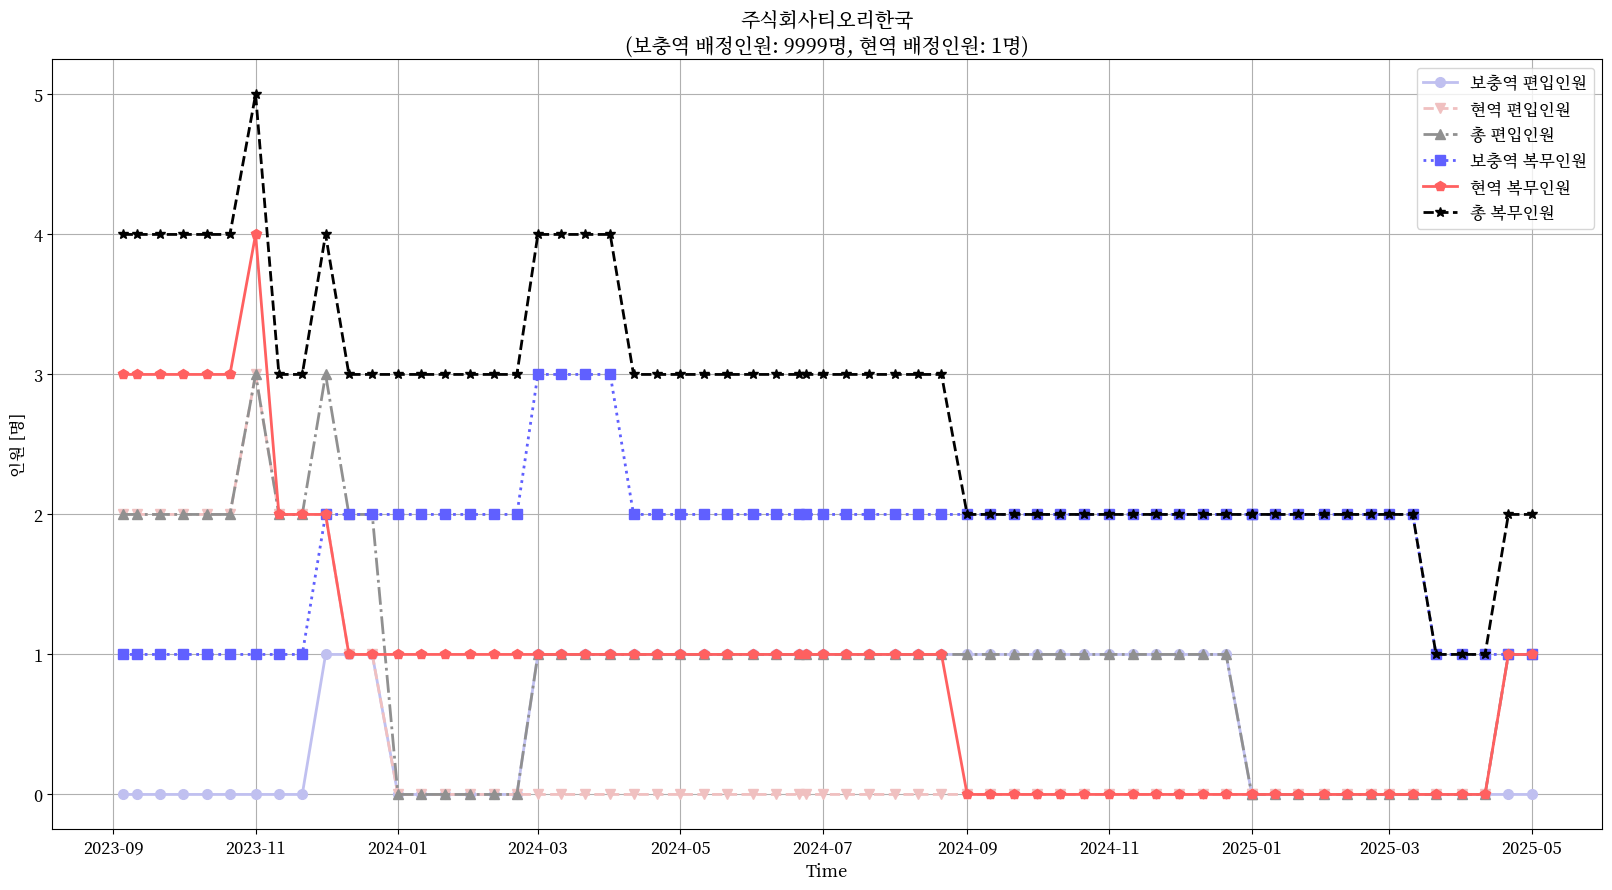 주식회사티오리한국
(보충역 배정인원: 9999명, 현역 배정인원: 1명)
보충역 편입인원
현역 편입인원
총 편입인원
보충역 복무인원
현역 복무인원
총 복무인원
인원 [명]
5
4
3
2
1
0
2023-09
2023-11
2024-01
2024-03
2024-05
2024-07
2024-09
2024-11
2025-01
2025-03
2025-05
Time